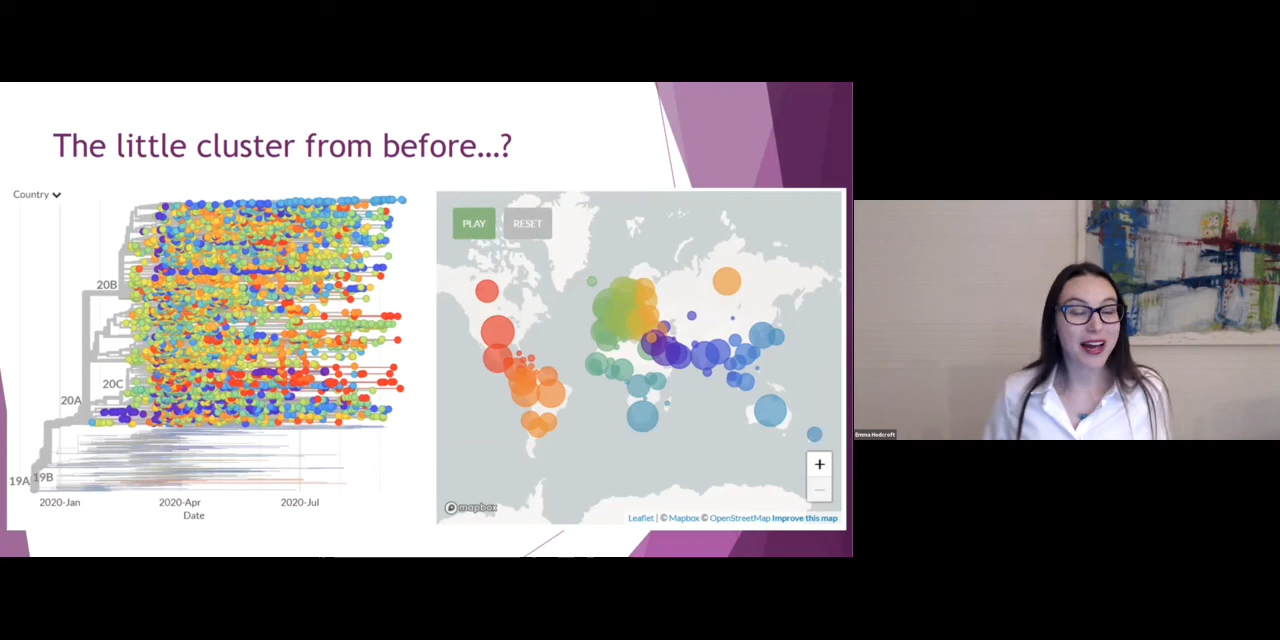 The little cluster from before...?
Country
PLAY
RESET
20B
20C
20A
19A
19B
2020-Jan
2020-Apr
2020-Jul
Date
+
−
mapbox
Leaflet | © Mapbox © OpenStreetMap Improve this map
Emma Hodcroft